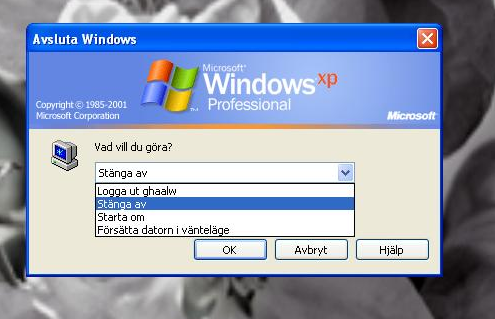 Avsluta Windows
Microsoft
Windows xp
Professional
Copyright © 1985-2001
Microsoft Corporation
Microsoft
Vad vill du göra?
Stänga av
Logga ut ghaalw
Stänga av
Starta om
Försätta datorn i vänteläge
OK
Avbryt
Hjälp